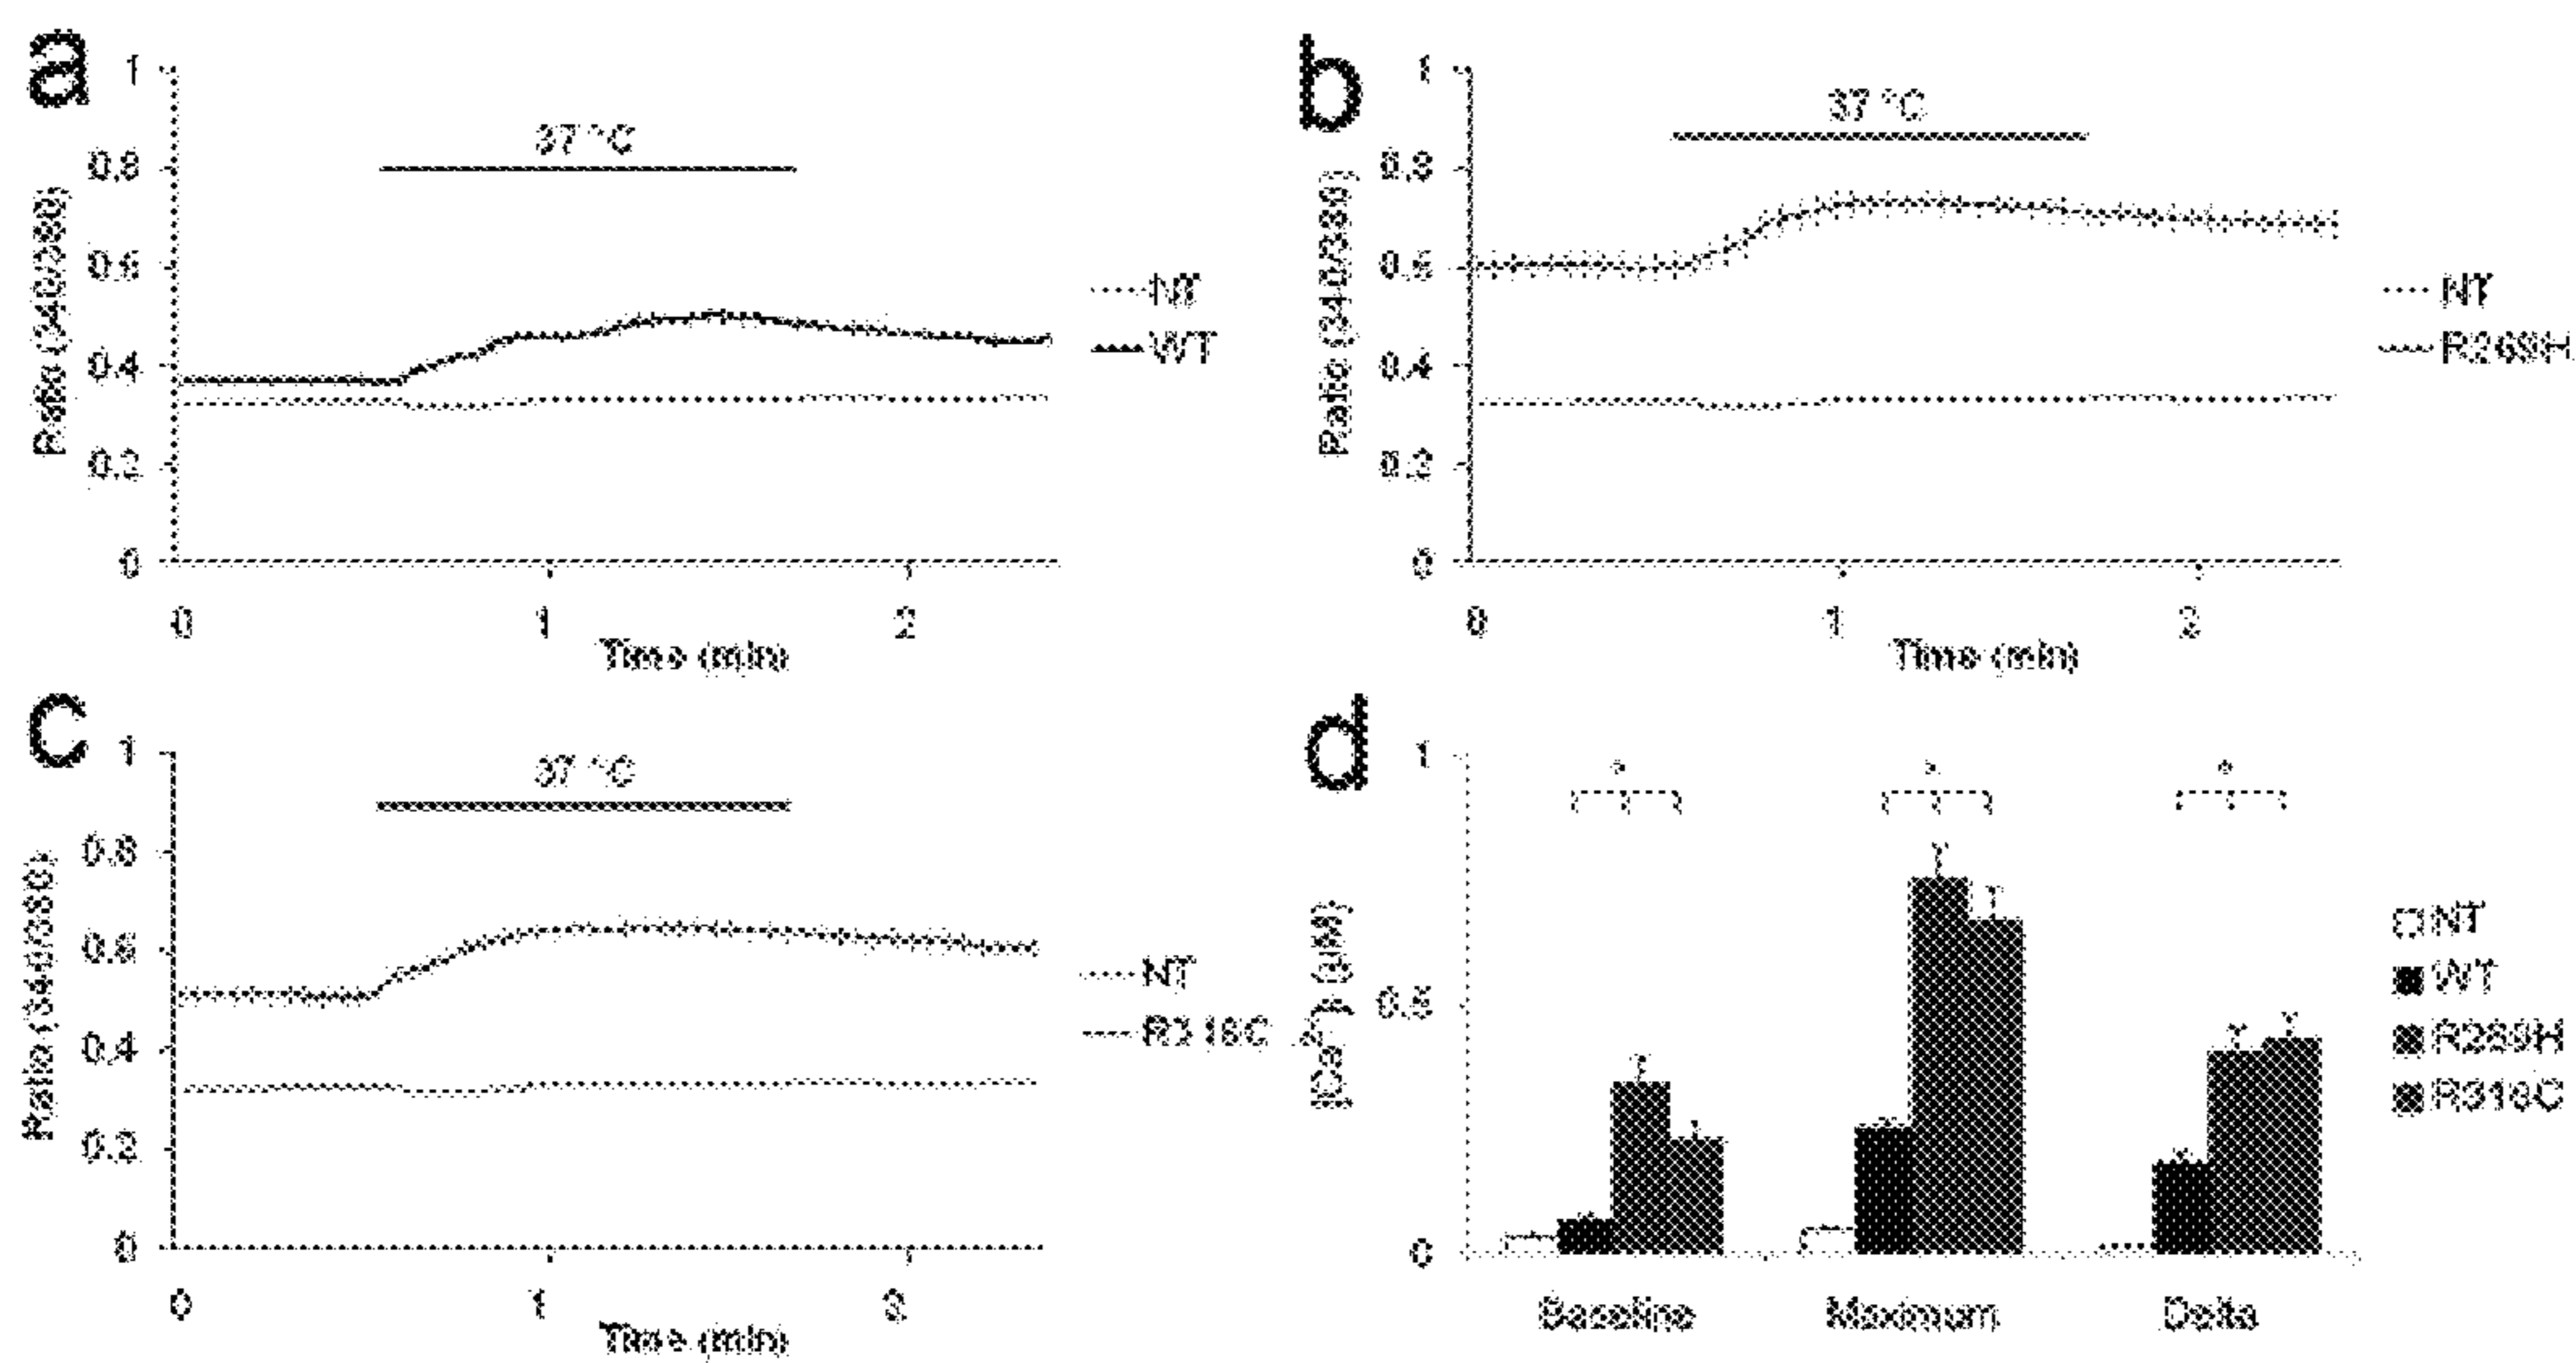 a
1
37 °C
0.8
0.6
0.4
0.2
0
Ratio (340/380)
NT
WT
0 1 2
Time (min)
b
1
37 °C
0.8
0.6
0.4
0.2
0
Ratio (340/380)
NT
R269H
0 1 2
Time (min)
c
1
37 °C
0.8
0.6
0.4
0.2
0
Ratio (340/380)
NT
R316C
0 1 2
Time (min)
d
1
* * *
0.5
0
[Ca²⁺]i (μM)
NT
WT
R269H
R316C
Baseline Maximum Delta